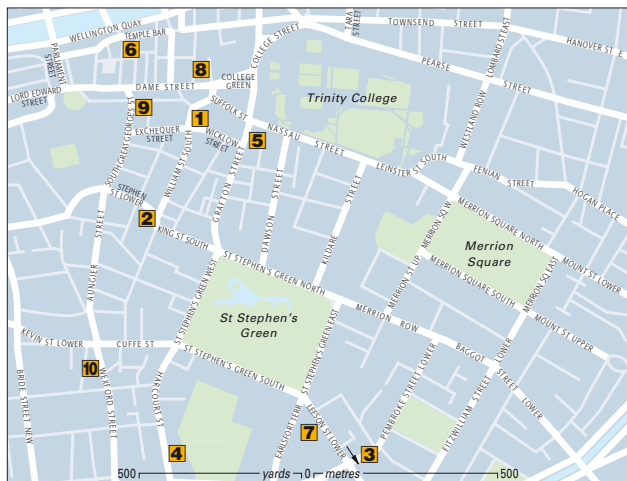 WELLINGTON QUAY
TEMPLE BAR
PARLIAMENT
STREET
LORD EDWARD
STREET
DAME STREET
COLLEGE
GREEN
COLLEGE STREET
TARA
STREET
TOWNSEND STREET
LOMBARD ST EAST
HANOVER ST E
PEARSE STREET
6
8
9
1
5
Trinity College
SUFFOLK ST
EXCHEQUER
STREET
WICKLOW
STREET
NASSAU STREET
SOUTH GREAT GEORGES ST
WILLIAM ST SOUTH
GRAFTON STREET
DAWSON STREET
KILDARE STREET
LEINSTER ST SOUTH
WESTLAND ROW
FENIAN STREET
HOGAN PLACE
STEPHEN
ST LOWER
2
KING ST SOUTH
AUNGIER STREET
ST STEPHEN'S GREEN WEST
ST STEPHEN'S GREEN NORTH
St Stephen's
Green
ST STEPHEN'S GREEN EAST
ST STEPHEN'S GREEN SOUTH
MERRION ST UP
MERRION SQ W
MERRION SQUARE NORTH
Merrion
Square
MERRION SQUARE SOUTH
MERRION SQ EAST
MOUNT ST LOWER
MOUNT ST UPPER
MERRION ROW
BAGGOT STREET LOWER
KEVIN ST LOWER
CUFFE ST
10
BRIDE STREET NEW
WEXFORD STREET
HARCOURT ST
4
EARLSFORT TERR
7
LEESON ST LOWER
3
PEMBROKE STREET LOWER
FITZWILLIAM STREET LOWER
500 yards 0 metres 500